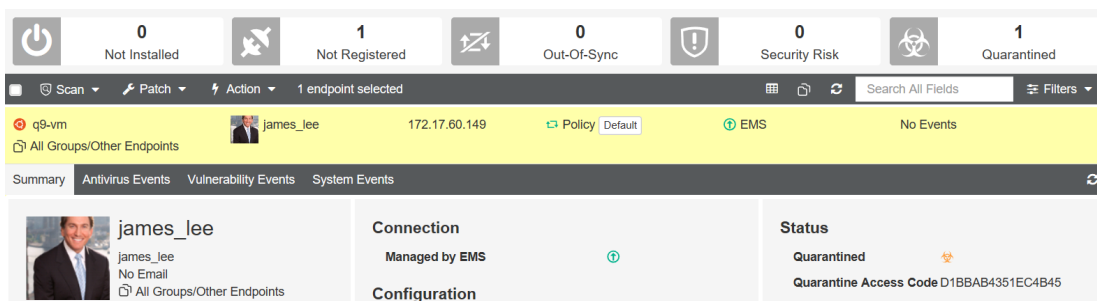 0
Not Installed
1
Not Registered
0
Out-Of-Sync
0
Security Risk
1
Quarantined
Scan Patch Action 1 endpoint selected Search All Fields Filters
q9-vm james_lee 172.17.60.149 Policy Default EMS No Events
All Groups/Other Endpoints
Summary Antivirus Events Vulnerability Events System Events
james_lee
james_lee
No Email
All Groups/Other Endpoints
Connection
Managed by EMS
Configuration
Status
Quarantined
Quarantine Access Code D1BBAB4351EC4B45